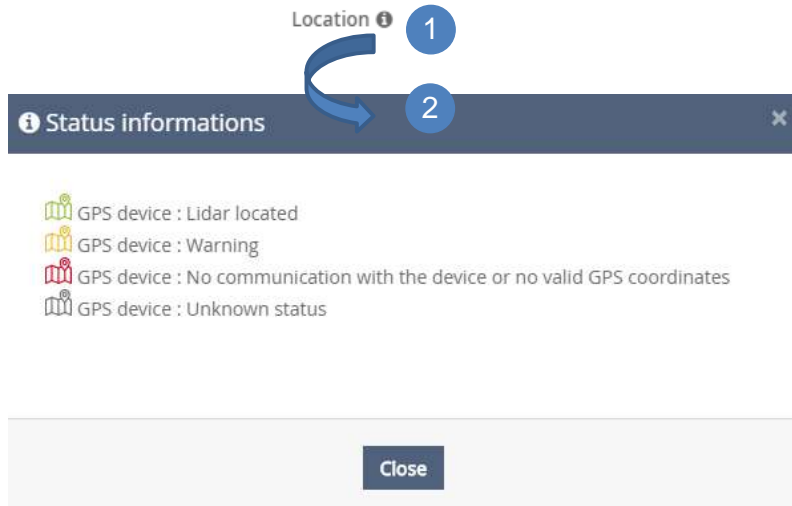 Location
1
2
Status informations
GPS device : Lidar located
GPS device : Warning
GPS device : No communication with the device or no valid GPS coordinates
GPS device : Unknown status
Close